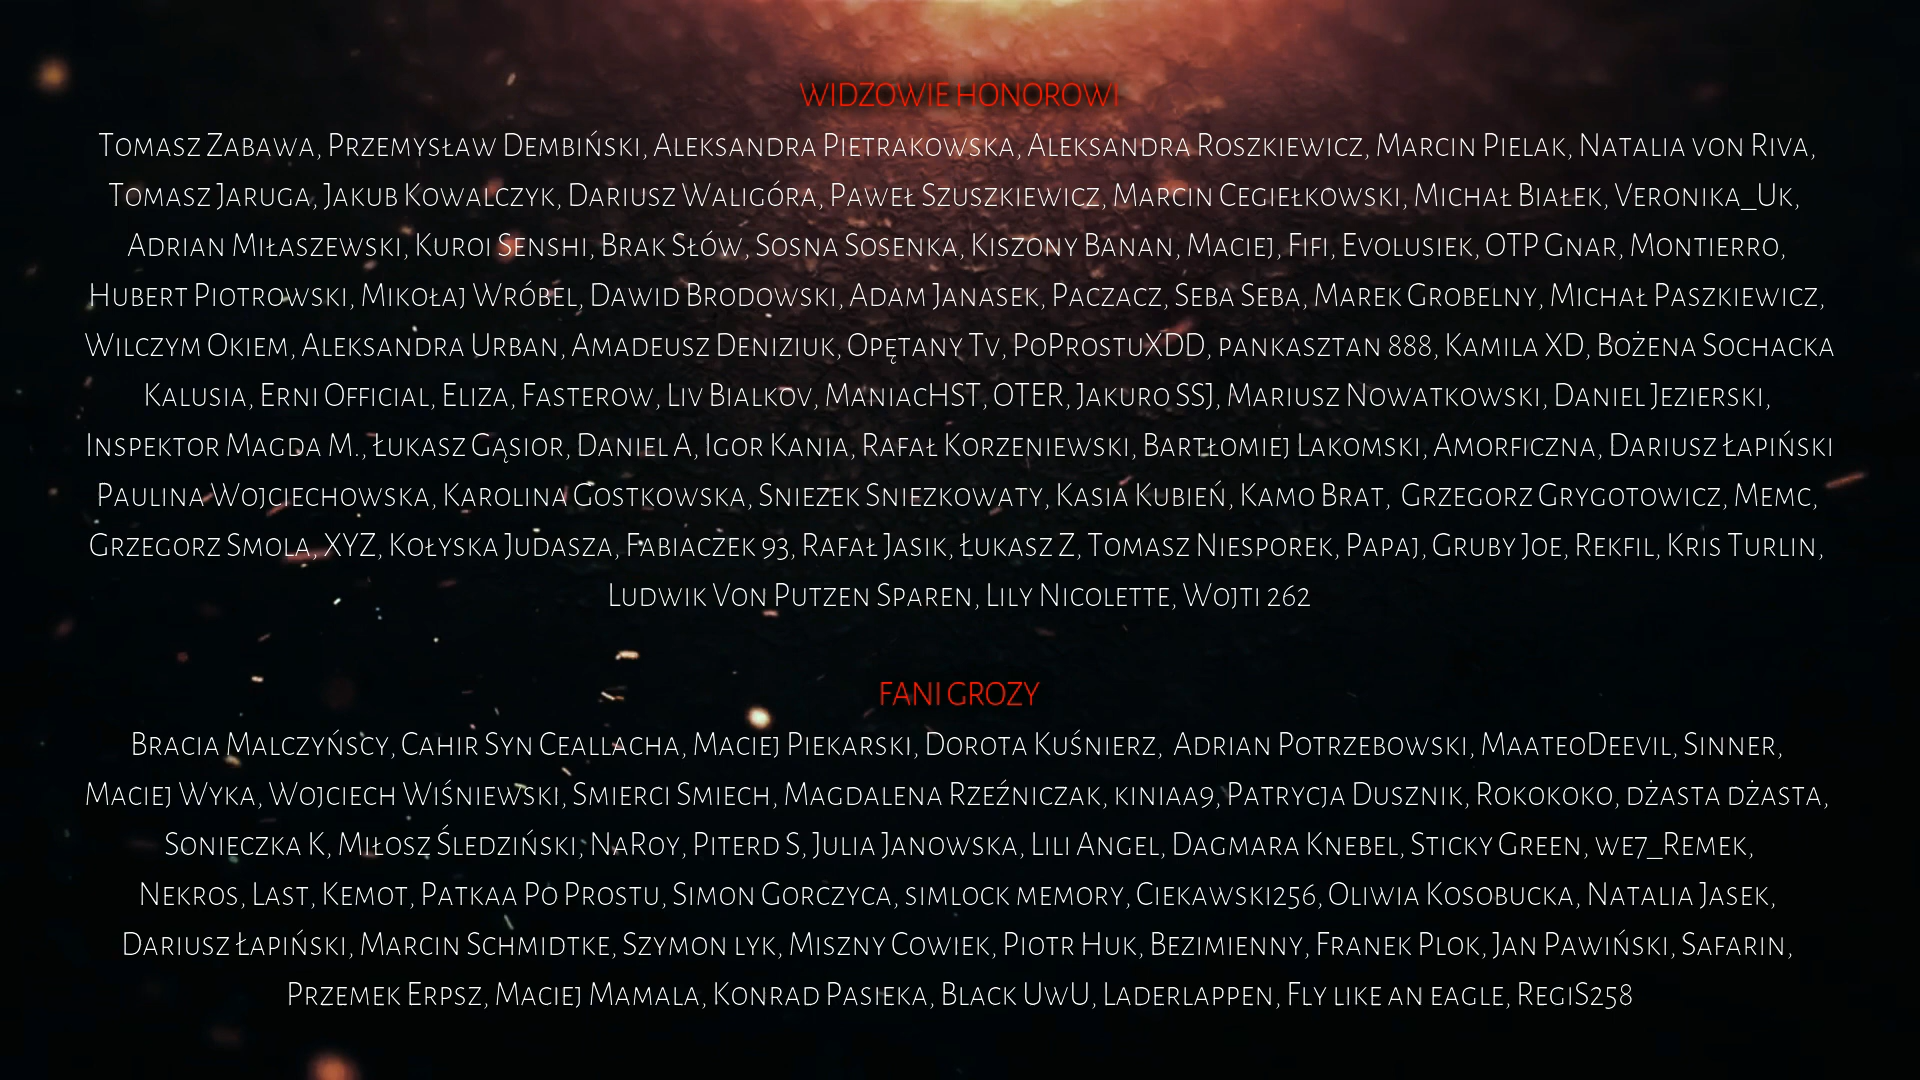 WIDZOWIE HONOROWI
Tomasz Zabawa, Przemysław Dembiński, Aleksandra Pietrakowska, Aleksandra Roszkiewicz, Marcin Pielak, Natalia von Riva,
Tomasz Jaruga, Jakub Kowalczyk, Dariusz Waligóra, Paweł Szuszkiewicz, Marcin Cegiełkowski, Michał Białek, Veronika_Uk,
Adrian Miłaszewski, Kuroi Senshi, Brak Słów, Sosna Sosenka, Kiszony Banan, Maciej, Fifi, Evolusiek, OTP Gnar, Montierro,
Hubert Piotrowski, Mikołaj Wróbel, Dawid Brodowski, Adam Janasek, Paczacz, Seba Seba, Marek Grobelny, Michał Paszkiewicz,
Wilczym Okiem, Aleksandra Urban, Amadeusz Deniziuk, Opętany Tv, PoProstuXDD, pankasztan 888, Kamila XD, Bożena Sochacka
Kalusia, Erni Official, Eliza, Fasterow, Liv Bialkov, ManiacHST, OTER, Jakuro SSJ, Mariusz Nowatkowski, Daniel Jezierski,
Inspektor Magda M., Łukasz Gąsior, Daniel A, Igor Kania, Rafał Korzeniewski, Bartłomiej Lakomski, Amorficzna, Dariusz Łapiński
Paulina Wojciechowska, Karolina Gostkowska, Sniezek Sniezkowaty, Kasia Kubień, Kamo Brat, Grzegorz Grygotowicz, Memc,
Grzegorz Smola, XYZ, Kołyska Judasza, Fabiaczek 93, Rafał Jasik, Łukasz Z, Tomasz Niesporek, Papaj, Gruby Joe, Rekfil, Kris Turlin,
Ludwik Von Putzen Sparen, Lily Nicolette, Wojti 262
FANI GROZY
Bracia Malczyńscy, Cahir Syn Ceallacha, Maciej Piekarski, Dorota Kuśnierz, Adrian Potrzebowski, MaateoDeevil, Sinner,
Maciej Wyka, Wojciech Wiśniewski, Smierci Smiech, Magdalena Rzeźniczak, kiniaa9, Patrycja Dusznik, Rokokoko, dżasta dżasta,
Sonieczka K, Miłosz Śledziński, NaRoy, Piterd S, Julia Janowska, Lili Angel, Dagmara Knebel, Sticky Green, we7_Remek,
Nekros, Last, Kemot, Patkaa Po Prostu, Simon Gorczyca, simlock memory, Ciekawski256, Oliwia Kosobucka, Natalia Jasek,
Dariusz Łapiński, Marcin Schmidtke, Szymon lyk, Miszny Cowiek, Piotr Huk, Bezimienny, Franek Plok, Jan Pawiński, Safarin,
Przemek Erpsz, Maciej Mamala, Konrad Pasieka, Black UwU, Laderlappen, Fly like an eagle, RegiS258